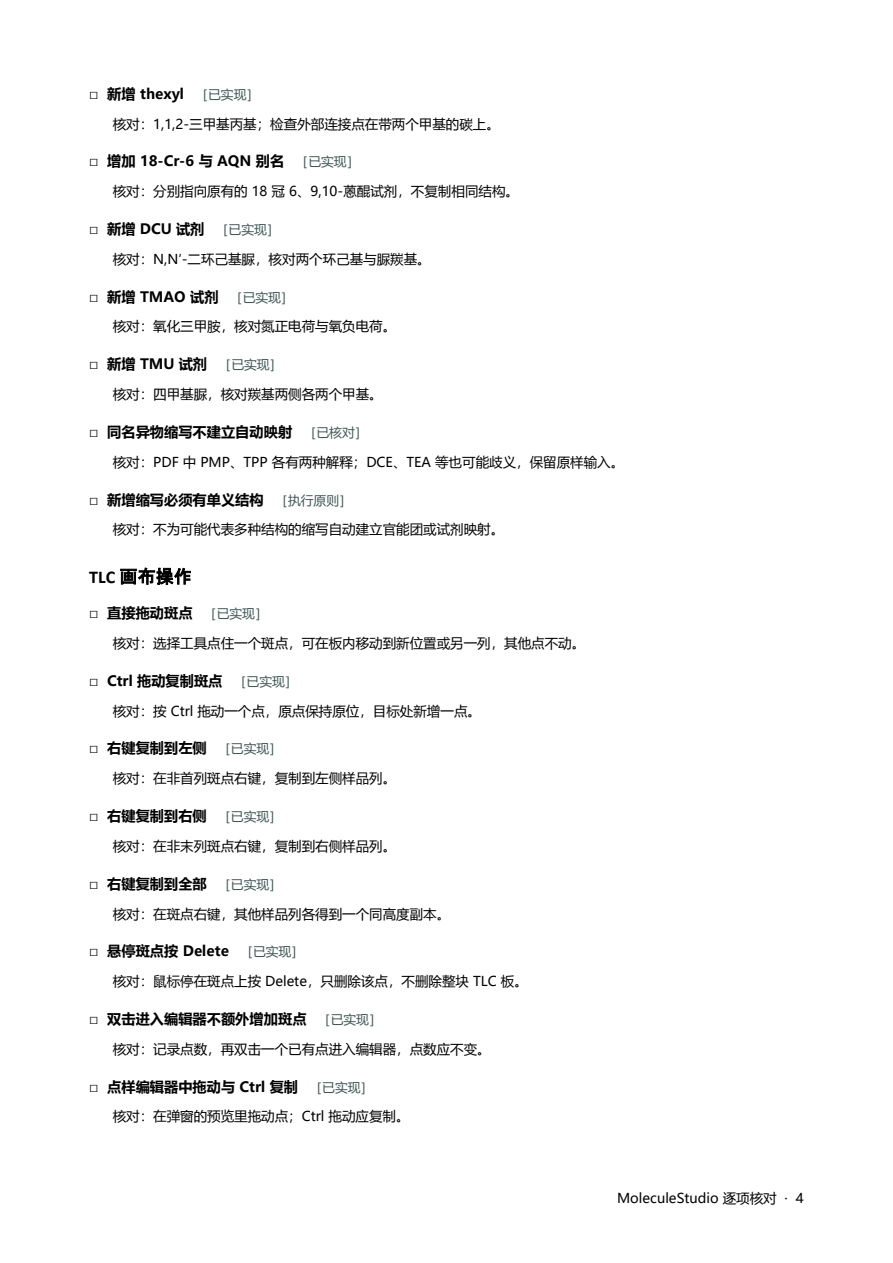 □ 新增 thexyl [已实现]
核对：1,1,2-三甲基丙基；检查外部连接点在带两个甲基的碳上。
□ 增加 18-Cr-6 与 AQN 别名 [已实现]
核对：分别指向原有的 18 冠 6、9,10-蒽醌试剂，不复制相同结构。
□ 新增 DCU 试剂 [已实现]
核对：N,N′-二环己基脲，核对两个环己基与脲羰基。
□ 新增 TMAO 试剂 [已实现]
核对：氧化三甲胺，核对氮正电荷与氧负电荷。
□ 新增 TMU 试剂 [已实现]
核对：四甲基脲，核对羰基两侧各两个甲基。
□ 同名异物缩写不建立自动映射 [已核对]
核对：PDF 中 PMP、TPP 各有两种解释；DCE、TEA 等也可能歧义，保留原样输入。
□ 新增缩写必须有单义结构 [执行原则]
核对：不为可能代表多种结构的缩写自动建立官能团或试剂映射。
TLC 画布操作
□ 直接拖动斑点 [已实现]
核对：选择工具点住一个斑点，可在板内移动到新位置或另一列，其他点不动。
□ Ctrl 拖动复制斑点 [已实现]
核对：按 Ctrl 拖动一个点，原点保持原位，目标处新增一点。
□ 右键复制到左侧 [已实现]
核对：在非首列斑点右键，复制到左侧样品列。
□ 右键复制到右侧 [已实现]
核对：在非末列斑点右键，复制到右侧样品列。
□ 右键复制到全部 [已实现]
核对：在斑点右键，其他样品列各得到一个同高度副本。
□ 悬停斑点按 Delete [已实现]
核对：鼠标停在斑点上按 Delete，只删除该点，不删除整块 TLC 板。
□ 双击进入编辑器不额外增加斑点 [已实现]
核对：记录点数，再双击一个已有点进入编辑器，点数应不变。
□ 点样编辑器中拖动与 Ctrl 复制 [已实现]
核对：在弹窗的预览里拖动点；Ctrl 拖动应复制。
MoleculeStudio 逐项核对 · 4